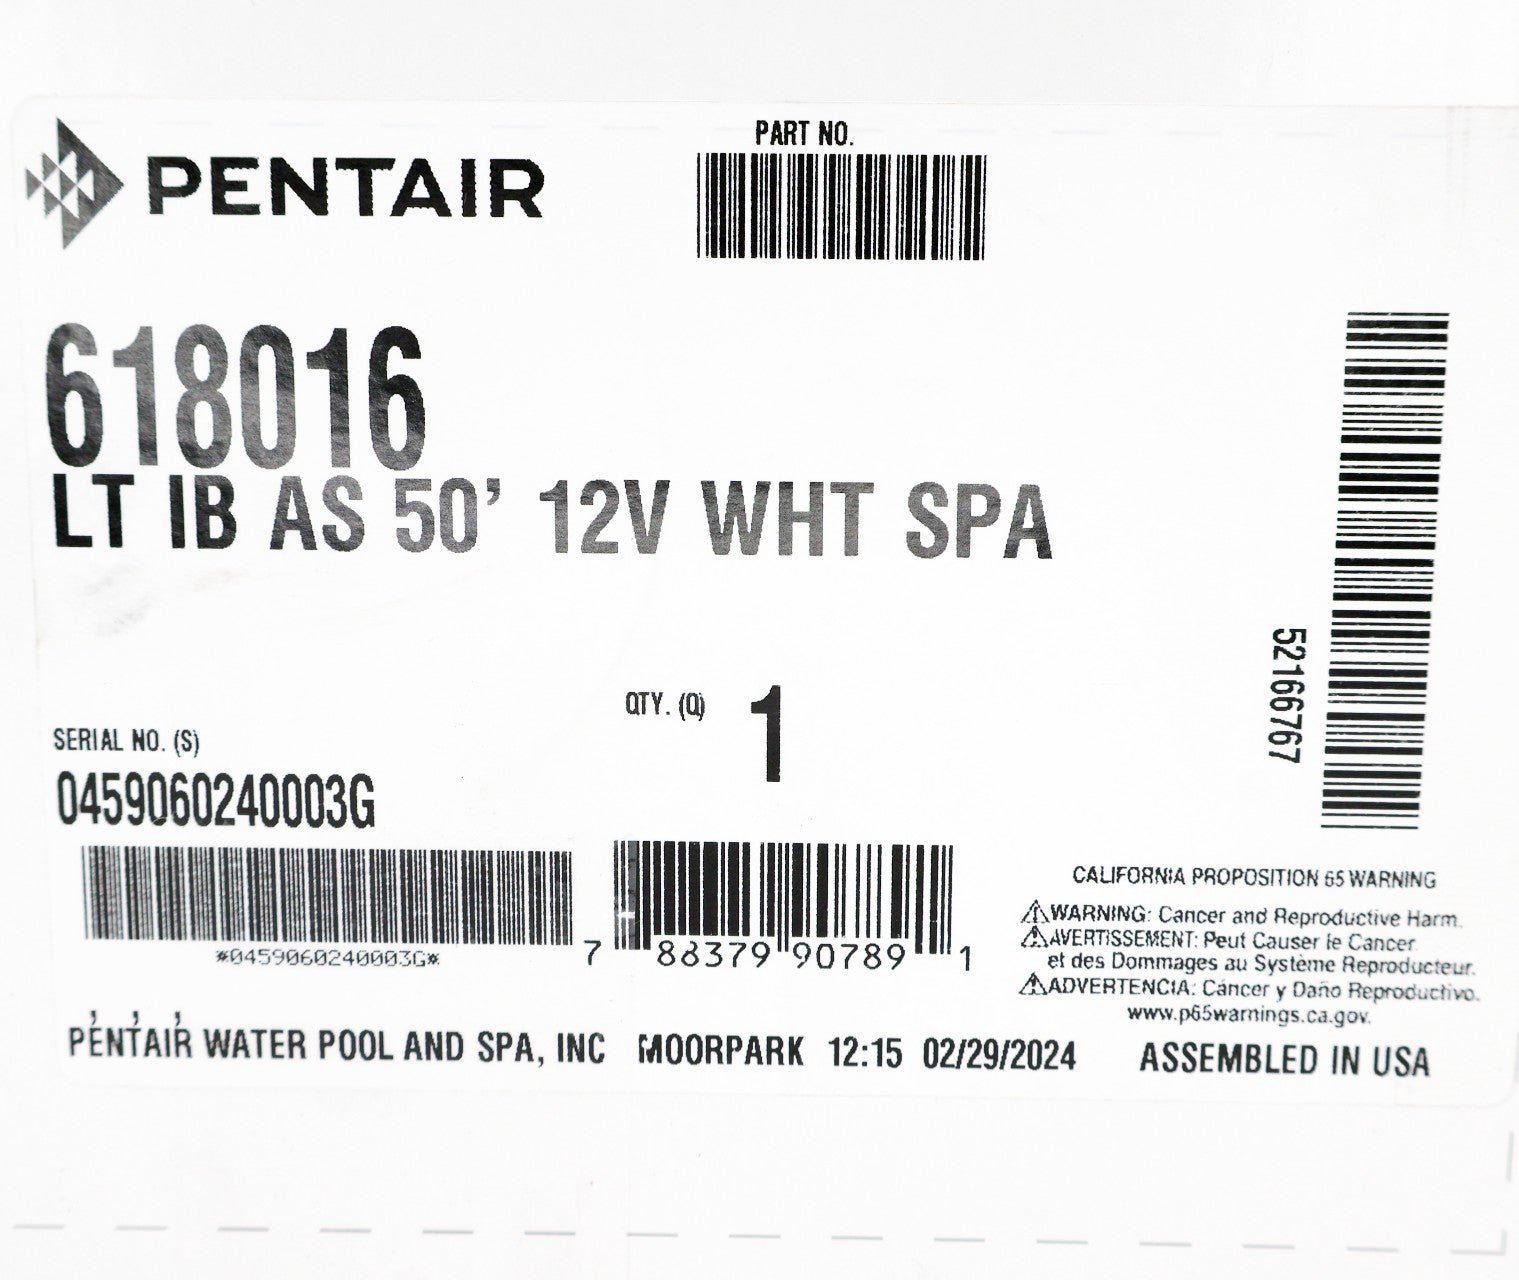 PENTAIR
PART NO.
618016
LT IB AS 50' 12V WHT SPA
52166767
QTY. (Q) 1
SERIAL NO. (S)
0459060240003G
*0459060240003G*
7 88379 90789 1
CALIFORNIA PROPOSITION 65 WARNING
⚠WARNING: Cancer and Reproductive Harm.
⚠AVERTISSEMENT: Peut Causer le Cancer
et des Dommages au Système Reproducteur.
⚠ADVERTENCIA: Cáncer y Daño Reproductivo.
www.p65warnings.ca.gov.
PENTAIR WATER POOL AND SPA, INC MOORPARK 12:15 02/29/2024 ASSEMBLED IN USA